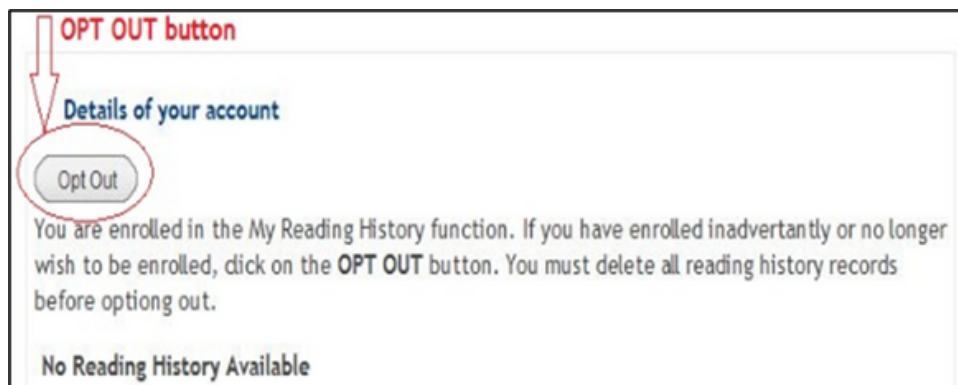 OPT OUT button
Details of your account
Opt Out
You are enrolled in the My Reading History function. If you have enrolled inadvertantly or no longer
wish to be enrolled, click on the OPT OUT button. You must delete all reading history records
before optiong out.
No Reading History Available